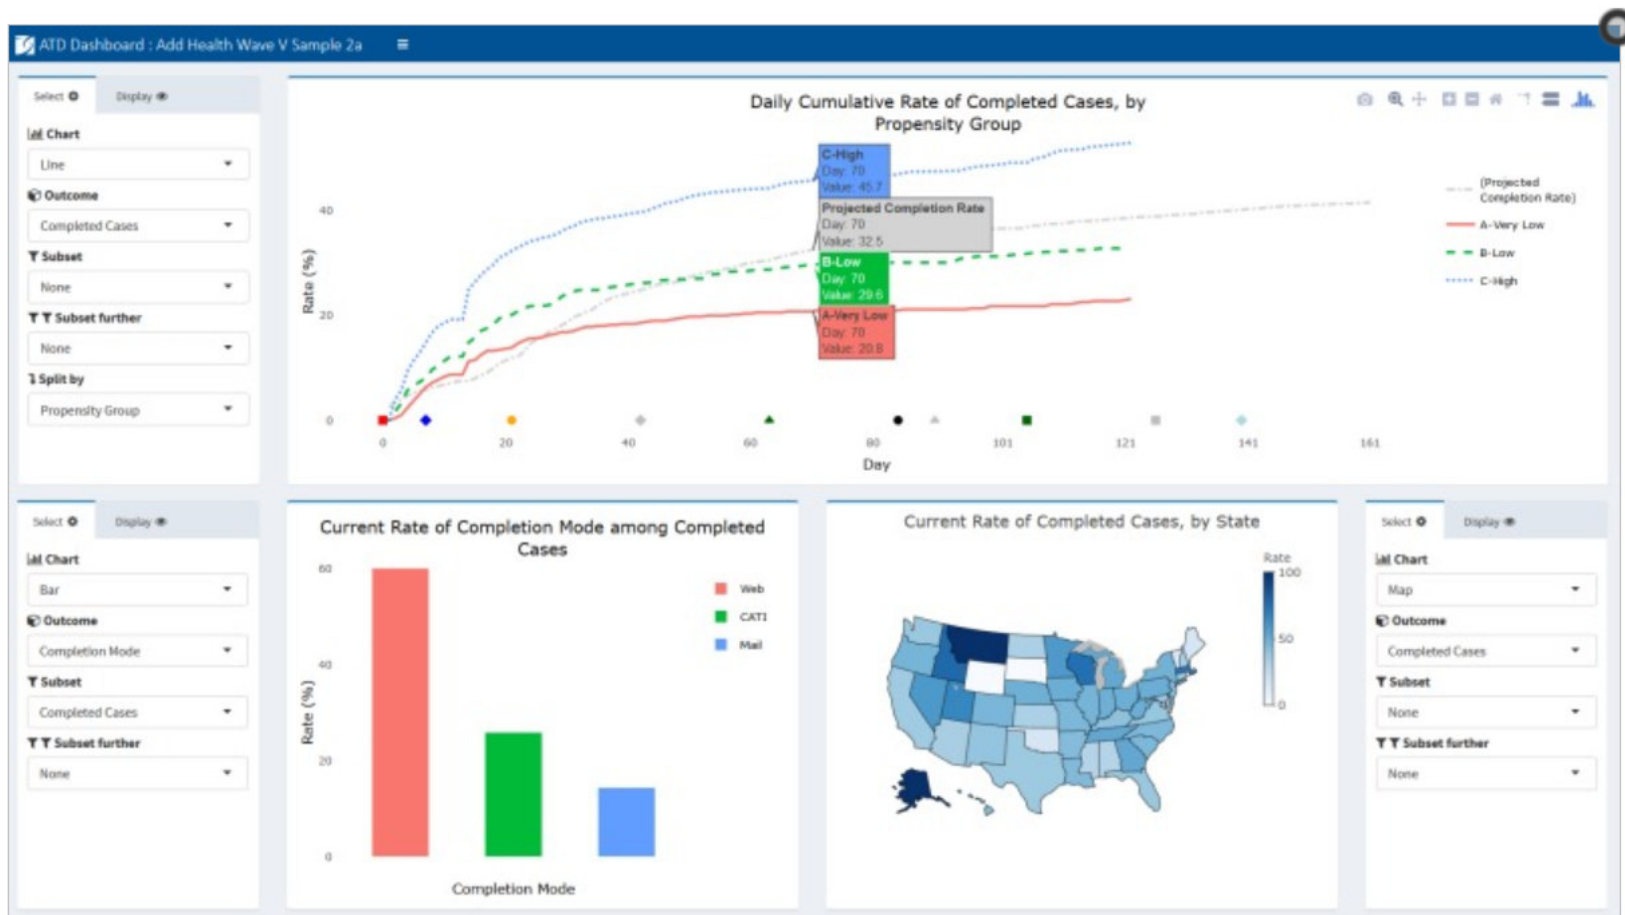 ATD Dashboard : Add Health Wave V Sample 2a
Select
Display
Chart
Line
Outcome
Completed Cases
Subset
None
Subset further
None
Split by
Propensity Group
Daily Cumulative Rate of Completed Cases, by
Propensity Group
C-High
Day: 70
Value: 45.7
Projected Completion Rate
Day: 70
Value: 32.5
B-Low
Day: 70
Value: 29.6
A-Very Low
Day: 70
Value: 20.8
Rate (%)
40
20
0
0
20
40
60
80
101
121
141
161
Day
(Projected
Completion Rate)
A-Very Low
B-Low
C-High
Select
Display
Chart
Bar
Outcome
Completion Mode
Subset
Completed Cases
Subset further
None
Current Rate of Completion Mode among Completed
Cases
Rate (%)
60
40
20
0
Completion Mode
Web
CATI
Mail
Current Rate of Completed Cases, by State
Rate
100
50
0
Select
Display
Chart
Map
Outcome
Completed Cases
Subset
None
Subset further
None